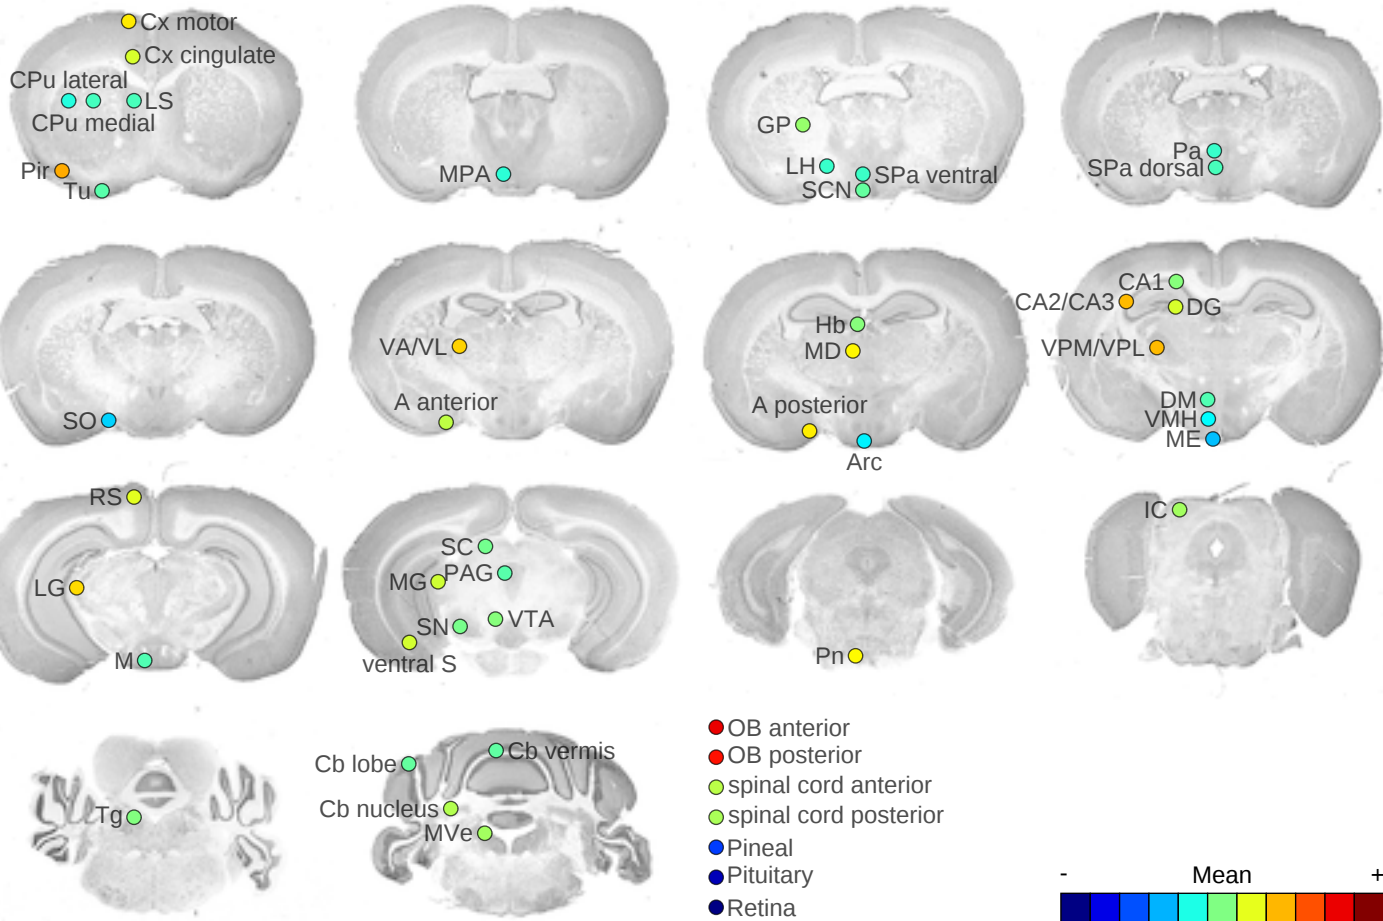 Cx motor
Cx cingulate
CPu lateral
LS
CPu medial
Pir
Tu
MPA
GP
LH
SPa ventral
SCN
Pa
SPa dorsal
SO
VA/VL
A anterior
Hb
MD
A posterior
Arc
CA1
CA2/CA3
DG
VPM/VPL
DM
VMH
ME
RS
LG
M
SC
MG
PAG
SN
VTA
ventral S
Pn
IC
Tg
Cb lobe
Cb vermis
Cb nucleus
MVe
OB anterior
OB posterior
spinal cord anterior
spinal cord posterior
Pineal
Pituitary
Retina
- Mean +